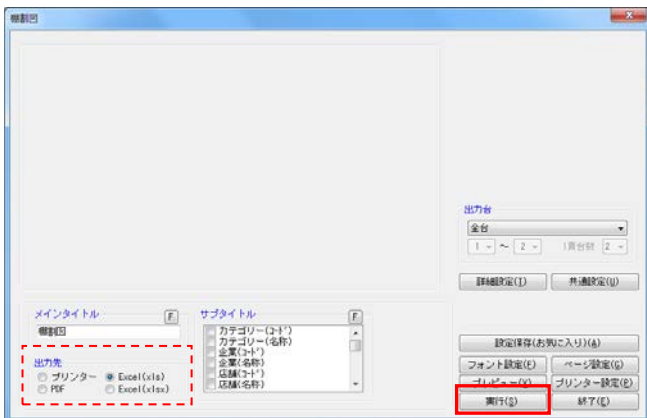 棚割図
出力台
全台
1 ～ 2 1頁台数 2
詳細設定(I) 共通設定(U)
メインタイトル F サブタイトル F
棚割図
カテゴリー(コード)
カテゴリー(名称)
企業(コード)
企業(名称)
店舗(コード)
店舗(名称)
出力先
プリンター Excel(xls)
PDF Excel(xlsx)
設定保存(お気に入り)(A)
フォント設定(F) ページ設定(G)
プレビュー(V) プリンター設定(P)
実行(S) 終了(E)